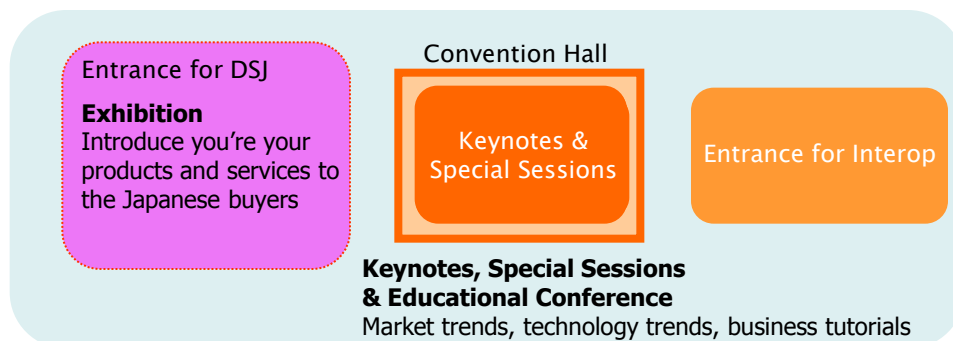 Entrance for DSJ
Exhibition
Introduce you’re your
products and services to
the Japanese buyers
Convention Hall
Keynotes &
Special Sessions
Entrance for Interop
Keynotes, Special Sessions
& Educational Conference
Market trends, technology trends, business tutorials